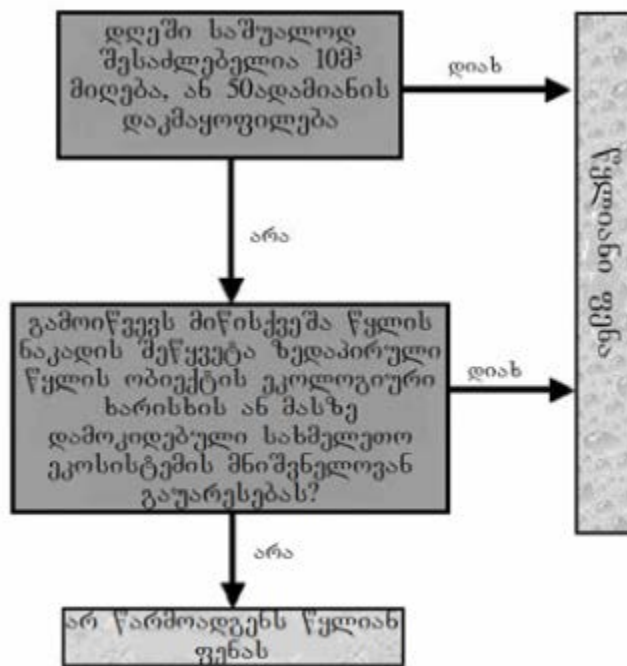 დღეში საშუალოდ
შესაძლებელია 10მ³
მიღება, ან 50ადამიანის
დაკმაყოფილება
დიახ
წყლიანი ფენა
არა
გამოიწვევს მიწისქვეშა წყლის
ნაკადის შეწყვეტა ზედაპირული
წყლის ობიექტის ეკოლოგიური
ხარისხის ან მასზე
დამოკიდებული სახმელეთო
ეკოსისტემის მნიშვნელოვან
გაუარესებას?
დიახ
არა
არ წარმოადგენს წყლიან
ფენას